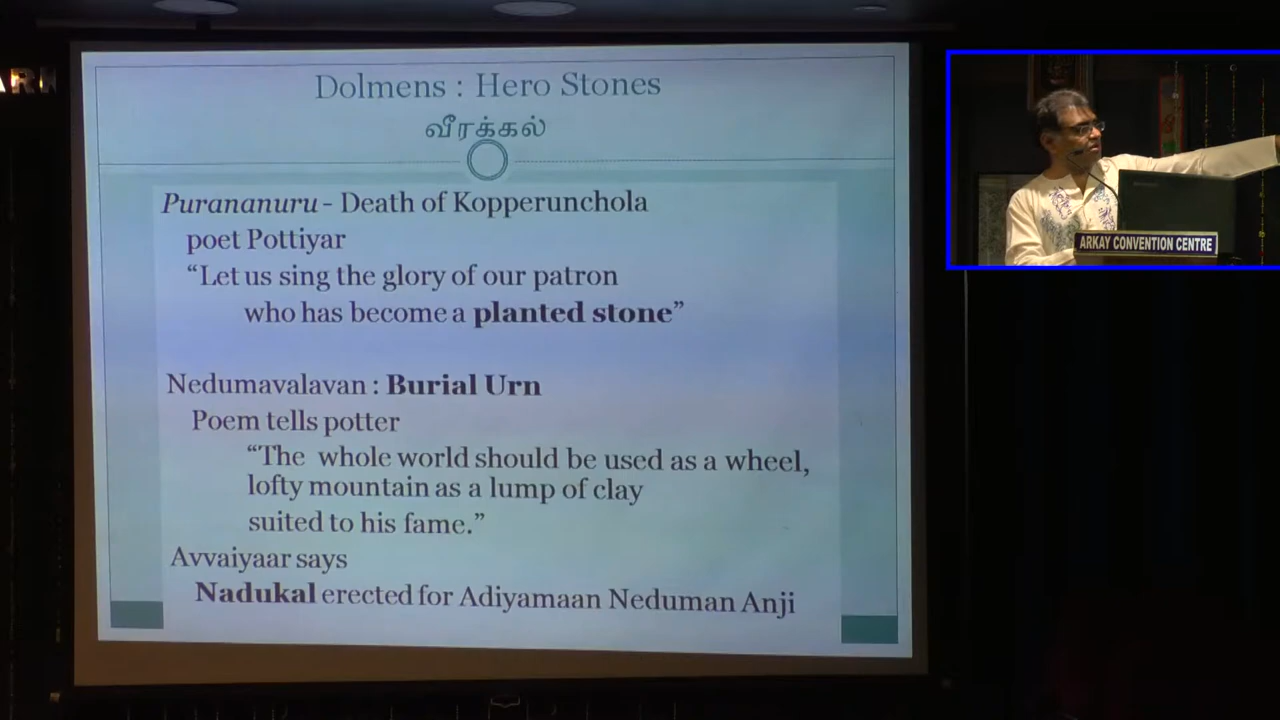 ARK
Dolmens : Hero Stones
வீரக்கல்
Purananuru - Death of Kopperunchola
poet Pottiyar
“Let us sing the glory of our patron
who has become a planted stone”
Nedumavalavan : Burial Urn
Poem tells potter
“The whole world should be used as a wheel,
lofty mountain as a lump of clay
suited to his fame.”
Avvaiyaar says
Nadukal erected for Adiyamaan Neduman Anji
ARKAY CONVENTION CENTRE